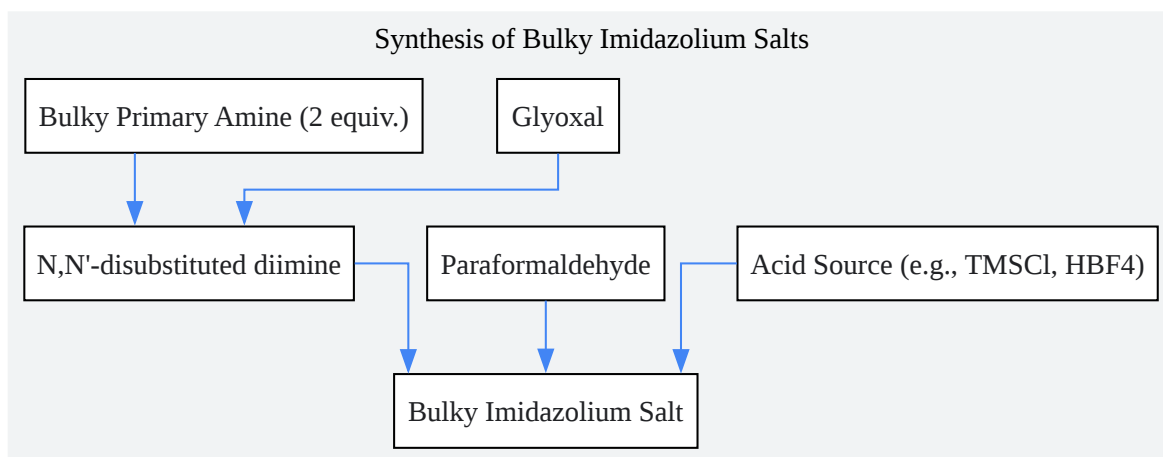 Synthesis of Bulky Imidazolium Salts
Bulky Primary Amine (2 equiv.)
Glyoxal
N,N'-disubstituted diimine
Paraformaldehyde
Acid Source (e.g., TMSCl, HBF4)
Bulky Imidazolium Salt